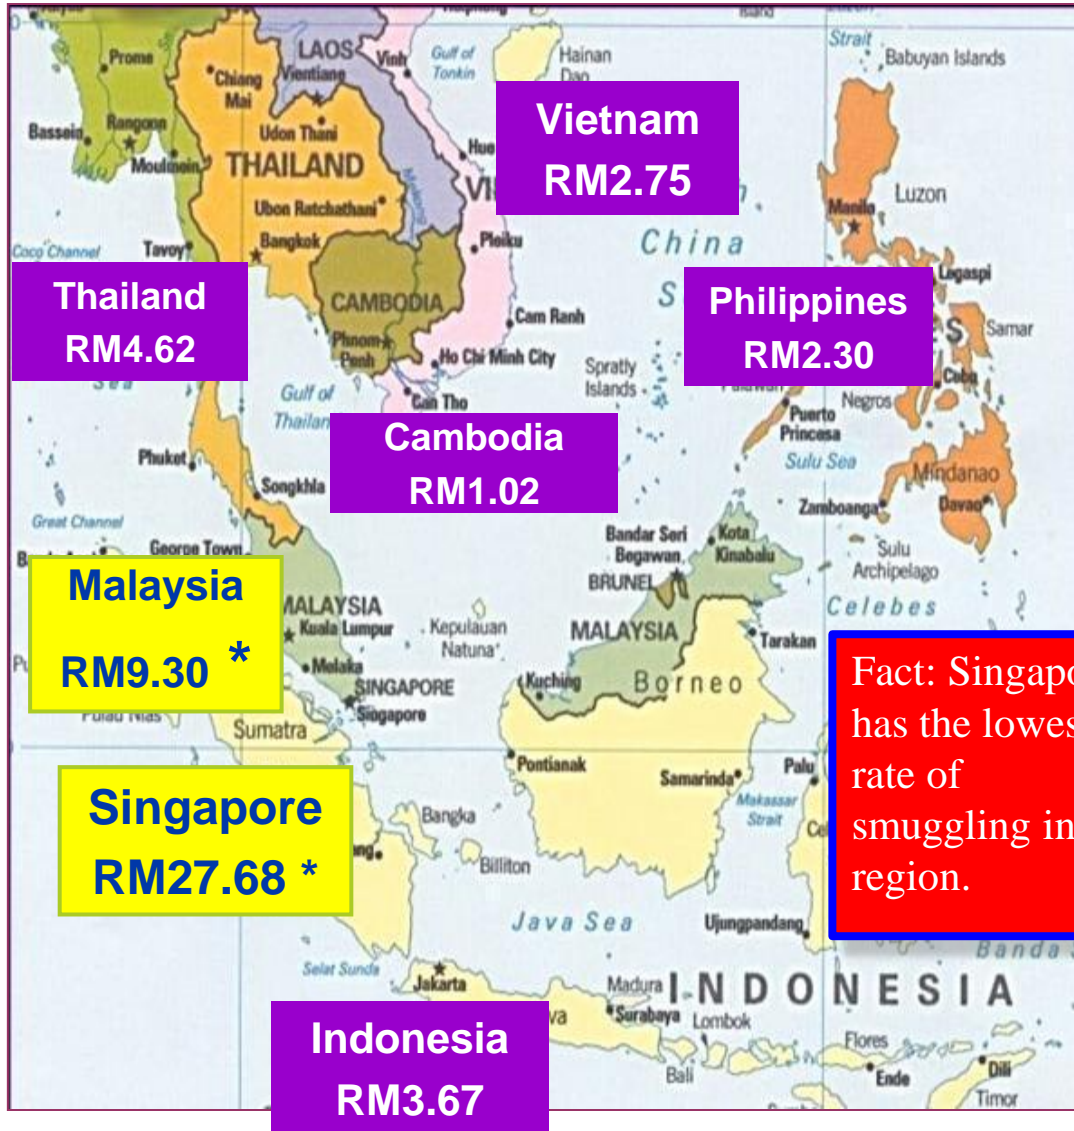 Island
Prome
LAOS
Vientiane
Vinh
Gulf of
Tonkin
Hainan
Dao
Strait
Babuyan Islands
Chiang
Mai
Bassein
Rangoon
Moulmein
Udon Thani
THAILAND
Hue
Vietnam
RM2.75
Luzon
Manila
Mekong
Ubon Ratchathani
Coco Channel
Tavoy
Bangkok
Pleiku
China
Legaspi
Thailand
RM4.62
CAMBODIA
Phnom
Penh
Cam Ranh
Ho Chi Minh City
Philippines
RM2.30
Samar
Sea
Gulf of
Can Tho
Spratly
Islands
Cebu
Negros
Puerto
Princesa
Cambodia
RM1.02
Phuket
Songkhla
Sulu Sea
Mindanao
Zamboanga
Davao
Great Channel
George Town
Bandar Seri
Begawan
BRUNEI
Kota
Kinabalu
Sulu
Archipelago
Malaysia
RM9.30 *
MALAYSIA
Kuala Lumpur
Kepulauan
Natuna
MALAYSIA
Tarakan
Celebes
Melaka
SINGAPORE
Singapore
Kuching
Borneo
Pulau Nias
Sumatra
Fact: Singapo
has the lowes
rate of
smuggling in
region.
Pontianak
Samarinda
Palu
Makassar
Strait
Singapore
RM27.68 *
Bangka
Billiton
Java Sea
Ujungpandang
Banda
Selat Sunda
Jakarta
Madura
INDONESIA
Surabaya
Lombok
Bali
Flores
Ende
Dili
Timor
Indonesia
RM3.67